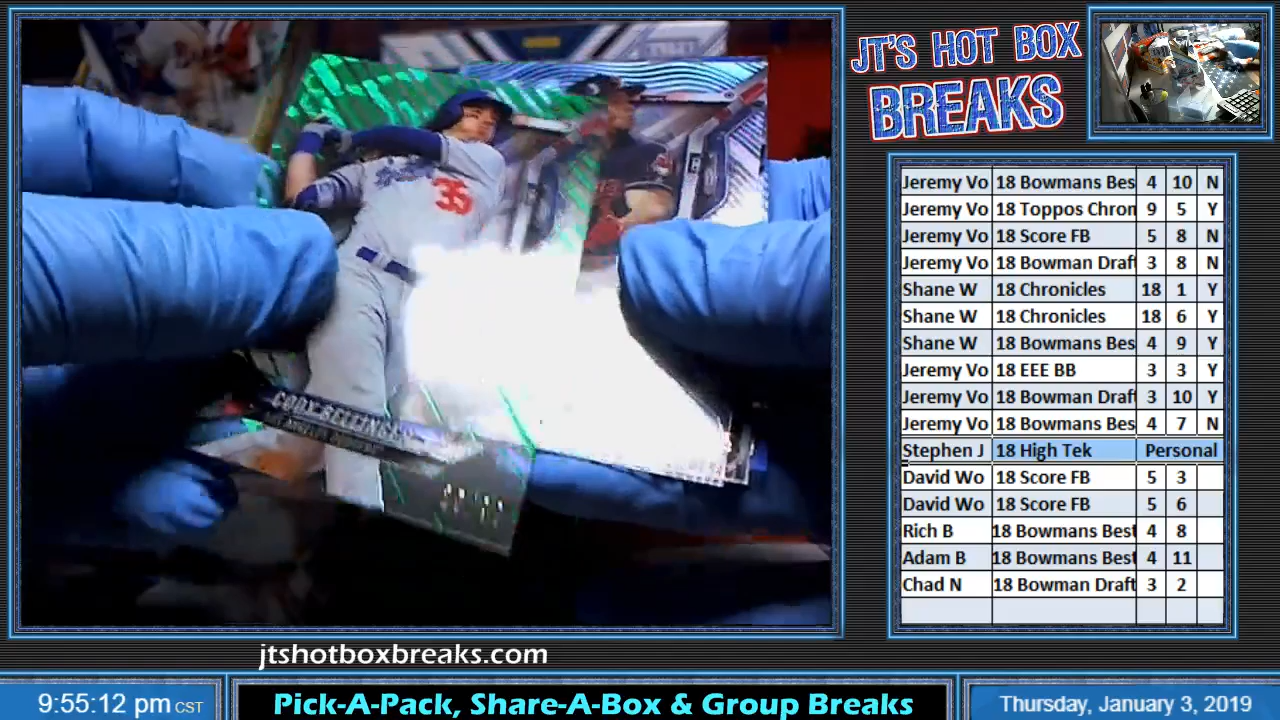 JT'S HOT BOX
BREAKS
35
CODY BELLINGER
Jeremy Vo 18 Bowmans Bes 4 10 N
Jeremy Vo 18 Toppos Chron 9 5 Y
Jeremy Vo 18 Score FB 5 8 N
Jeremy Vo 18 Bowman Draft 3 8 N
Shane W 18 Chronicles 18 1 Y
Shane W 18 Chronicles 18 6 Y
Shane W 18 Bowmans Bes 4 9 Y
Jeremy Vo 18 EEE BB 3 3 Y
Jeremy Vo 18 Bowman Draft 3 10 Y
Jeremy Vo 18 Bowmans Bes 4 7 N
Stephen J 18 High Tek Personal
David Wo 18 Score FB 5 3
David Wo 18 Score FB 5 6
Rich B 18 Bowmans Best 4 8
Adam B 18 Bowmans Best 4 11
Chad N 18 Bowman Draft 3 2
jtshotboxbreaks.com
9:55:12 pm CST
Pick-A-Pack, Share-A-Box & Group Breaks
Thursday, January 3, 2019